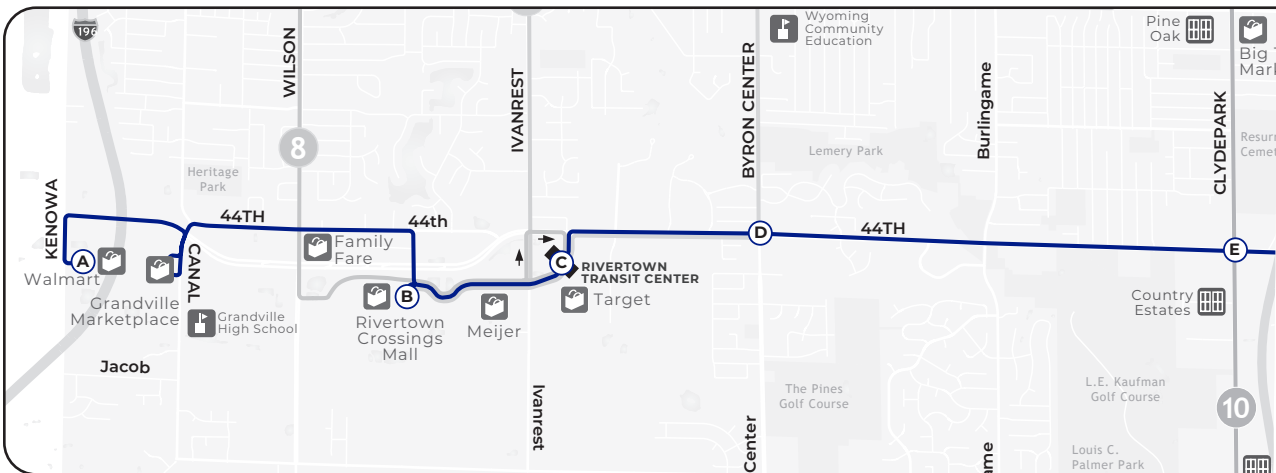 196
WILSON
8
Heritage
Park
KENOWA
44TH
44th
A
Walmart
CANAL
Grandville
Marketplace
Grandville
High School
Jacob
Family
Fare
B
Rivertown
Crossings
Mall
Meijer
IVANREST
C
RIVERTOWN
TRANSIT CENTER
Target
Ivanrest
Wyoming
Community
Education
BYRON CENTER
Lemery Park
D
44TH
The Pines
Golf Course
Center
Burlingame
Pine
Oak
Big
Mark
CLYDEPARK
Resurr
Cemet
E
Country
Estates
L.E. Kaufman
Golf Course
10
Louis C.
Palmer Park
me